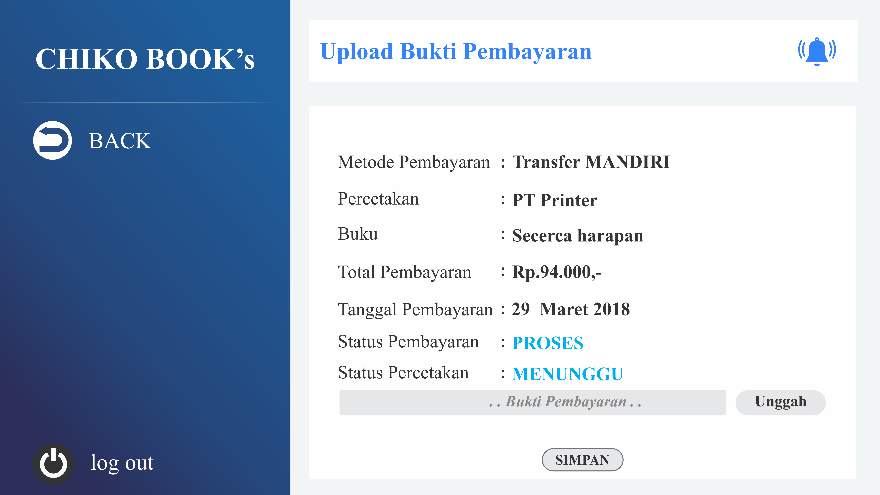 CHIKO BOOK's
BACK
log out
Upload Bukti Pembayaran
Metode Pembayaran : Transfer MANDIRI
Percetakan : PT Printer
Buku : Secerca harapan
Total Pembayaran : Rp.94.000,-
Tanggal Pembayaran : 29 Maret 2018
Status Pembayaran : PROSES
Status Percetakan : MENUNGGU
. . Bukti Pembayaran . . Unggah
SIMPAN